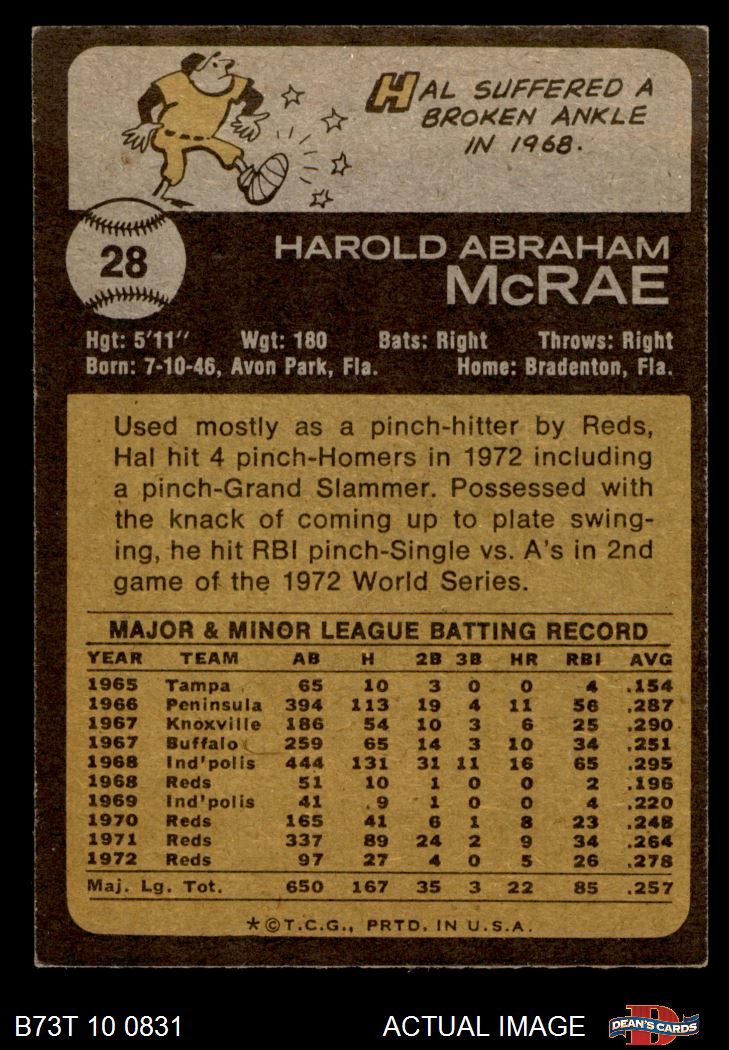 HAL SUFFERED A
BROKEN ANKLE
IN 1968.
28
HAROLD ABRAHAM
McRAE
Hgt: 5'11" Wgt: 180 Bats: Right Throws: Right
Born: 7-10-46, Avon Park, Fla. Home: Bradenton, Fla.
Used mostly as a pinch-hitter by Reds,
Hal hit 4 pinch-Homers in 1972 including
a pinch-Grand Slammer. Possessed with
the knack of coming up to plate swing-
ing, he hit RBI pinch-Single vs. A's in 2nd
game of the 1972 World Series.
MAJOR & MINOR LEAGUE BATTING RECORD
YEAR TEAM AB H 2B 3B HR RBI AVG
1965 Tampa 65 10 3 0 0 4 .154
1966 Peninsula 394 113 19 4 11 56 .287
1967 Knoxville 186 54 10 3 6 25 .290
1967 Buffalo 259 65 14 3 10 34 .251
1968 Ind'polis 444 131 31 11 16 65 .295
1968 Reds 51 10 1 0 0 2 .196
1969 Ind'polis 41 9 1 0 0 4 .220
1970 Reds 165 41 6 1 8 23 .248
1971 Reds 337 89 24 2 9 34 .264
1972 Reds 97 27 4 0 5 26 .278
Maj. Lg. Tot. 650 167 35 3 22 85 .257
*©T.C.G., PRTD. IN U.S.A.
B73T 10 0831 ACTUAL IMAGE D DEAN'S CARDS